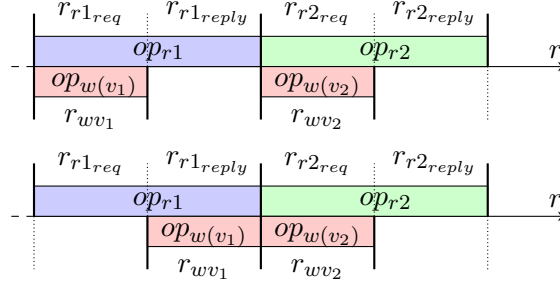 r_{r1_{req}} r_{r1_{reply}} r_{r2_{req}} r_{r2_{reply}}
op_{r1} op_{r2}
r
op_{w(v_1)} op_{w(v_2)}
r_{wv_1} r_{wv_2}
r_{r1_{req}} r_{r1_{reply}} r_{r2_{req}} r_{r2_{reply}}
op_{r1} op_{r2}
r
op_{w(v_1)} op_{w(v_2)}
r_{wv_1} r_{wv_2}